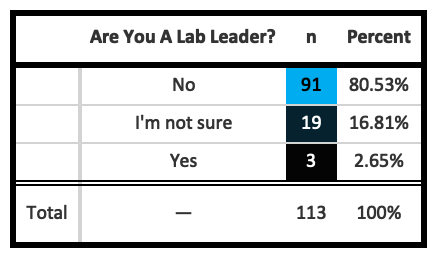 Are You A Lab Leader? n Percent
No 91 80.53%
I'm not sure 19 16.81%
Yes 3 2.65%
Total — 113 100%